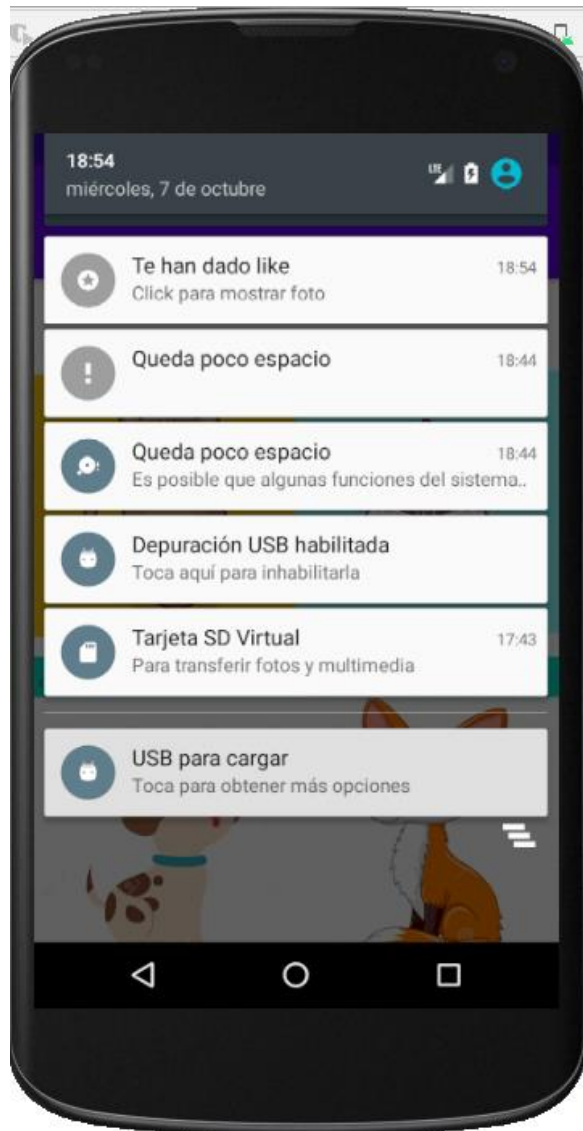 18:54
miércoles, 7 de octubre
LTE
Te han dado like
18:54
Click para mostrar foto
Queda poco espacio
18:44
Queda poco espacio
18:44
Es posible que algunas funciones del sistema..
Depuración USB habilitada
Toca aquí para inhabilitarla
Tarjeta SD Virtual
17:43
Para transferir fotos y multimedia
USB para cargar
Toca para obtener más opciones